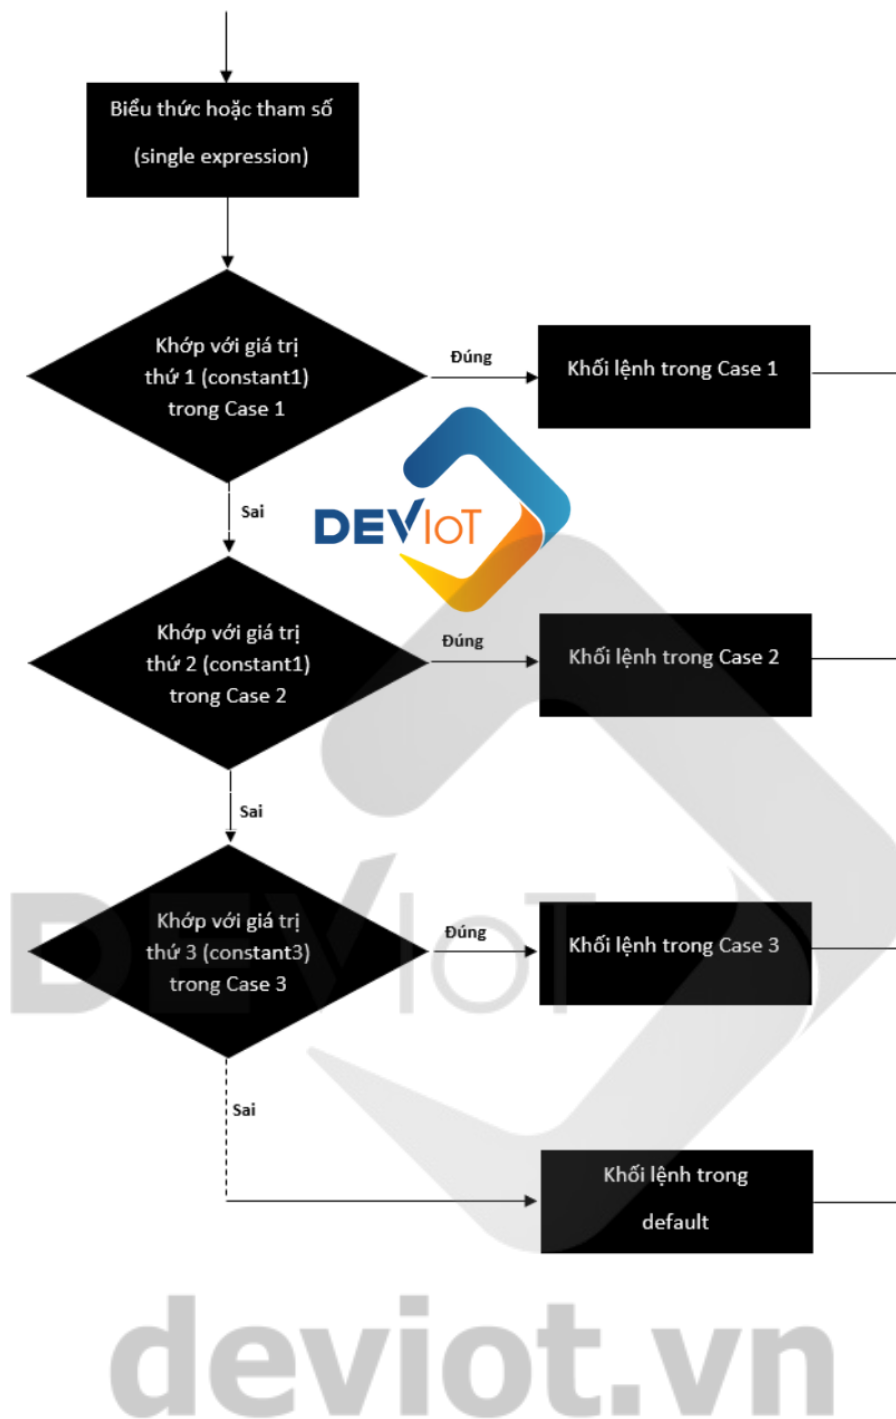 Biểu thức hoặc tham số
(single expression)
Khớp với giá trị
thứ 1 (constant1)
trong Case 1
Đúng
Khối lệnh trong Case 1
Sai
DEVIoT
Khớp với giá trị
thứ 2 (constant1)
trong Case 2
Đúng
Khối lệnh trong Case 2
Sai
Khớp với giá trị
thứ 3 (constant3)
trong Case 3
Đúng
Khối lệnh trong Case 3
DEVIoT
Sai
Khối lệnh trong
default
deviot.vn